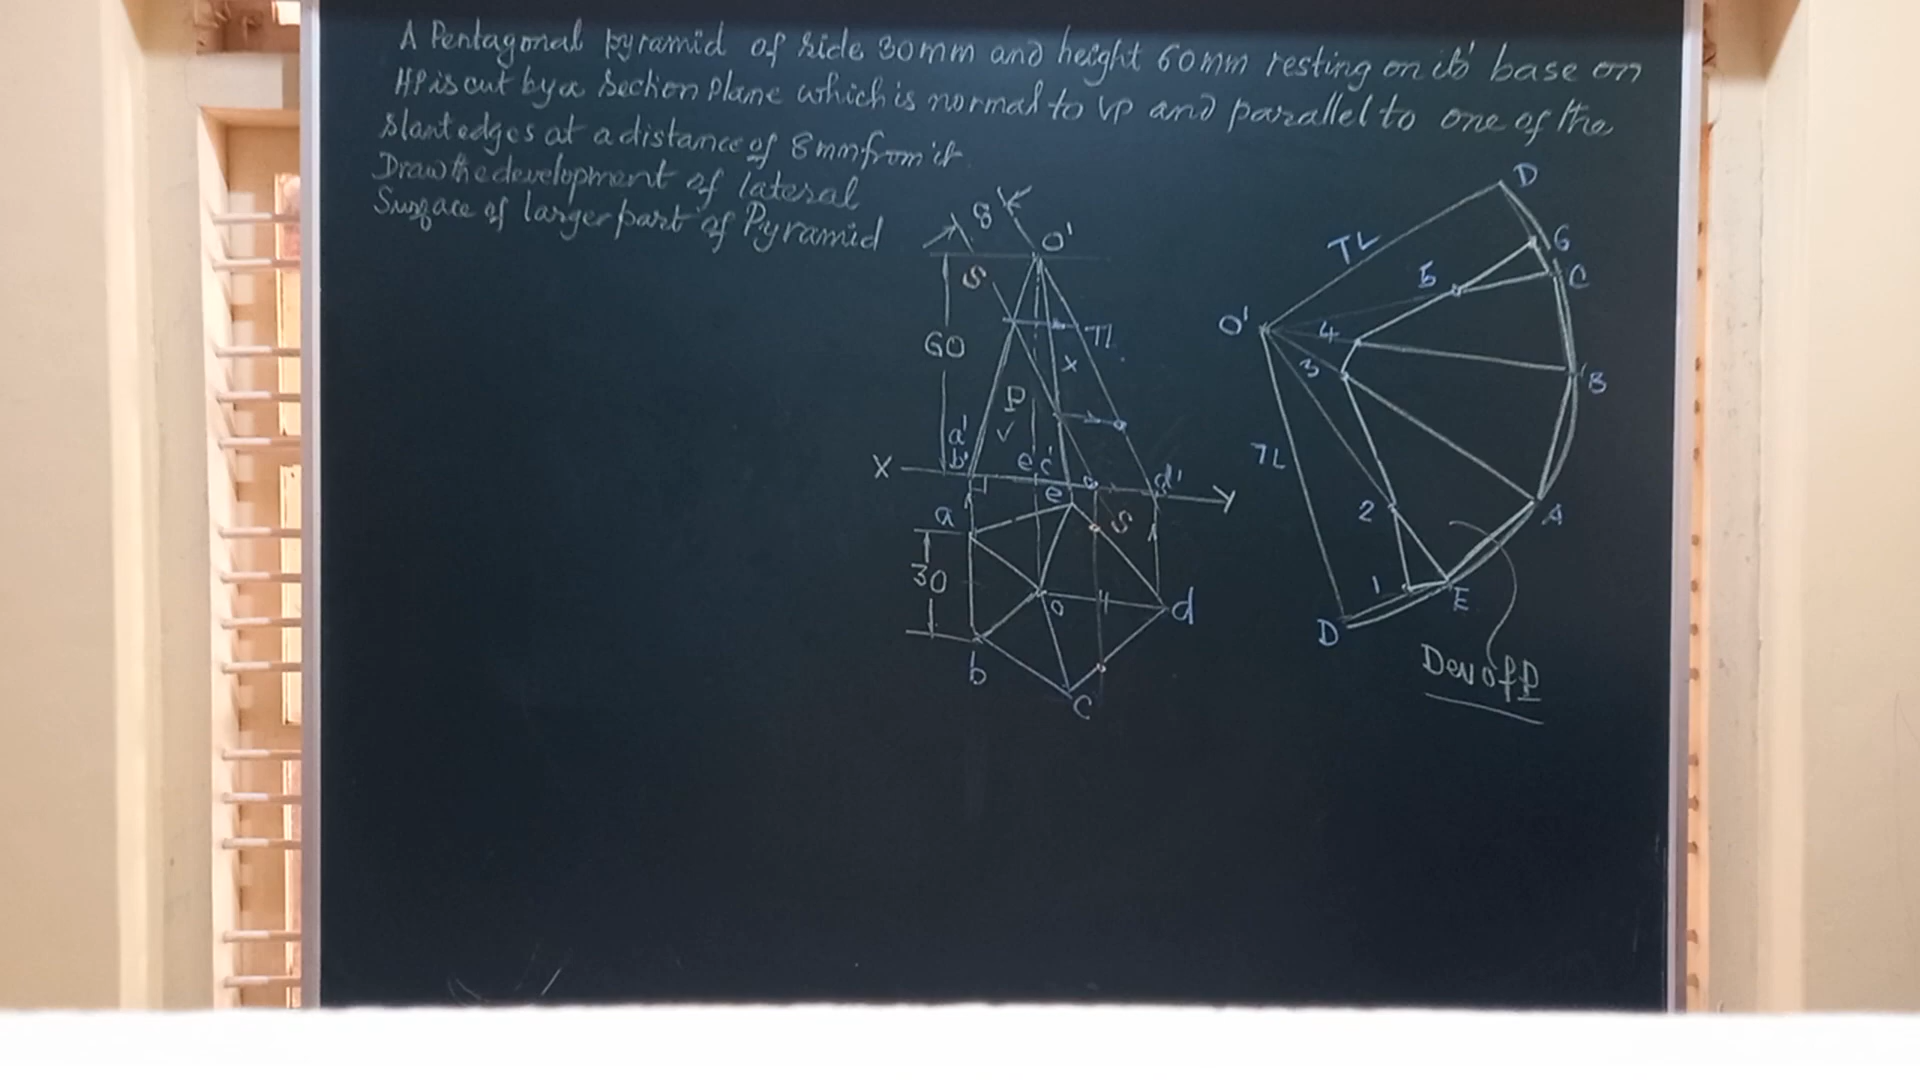 A Pentagonal pyramid of side 30mm and height 60mm resting on its' base on
HP is cut by a Section Plane which is normal to VP and parallel to one of the
slant edges at a distance of 8mm from it.
Draw the development of lateral
Surface of larger part of Pyramid
8
O'
S
60
TL
X
P
a'
b'
e'c'
d'
X
Y
a
e
S
30
o
d
b
C
D
TL
6
5
C
O'
4
3
B
TL
2
A
1
E
D
Dev of P